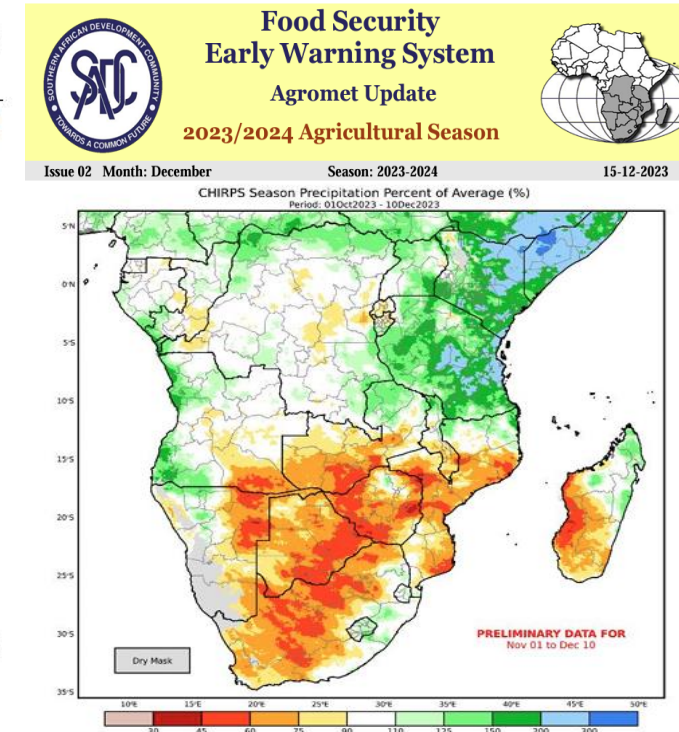 Food Security
Early Warning System
Agromet Update
2023/2024 Agricultural Season
SOUTHERN AFRICAN DEVELOPMENT COMMUNITY
SADC
TOWARDS A COMMON FUTURE
Issue 02 Month: December Season: 2023-2024 15-12-2023
CHIRPS Season Precipitation Percent of Average (%)
Period: 01Oct2023 - 10Dec2023
5°N
0°N
5°S
10°S
15°S
20°S
25°S
30°S
35°S
PRELIMINARY DATA FOR
Nov 01 to Dec 10
Dry Mask
10°E 15°E 20°E 25°E 30°E 35°E 40°E 45°E 50°E
30 45 60 75 90 110 125 150 200 300